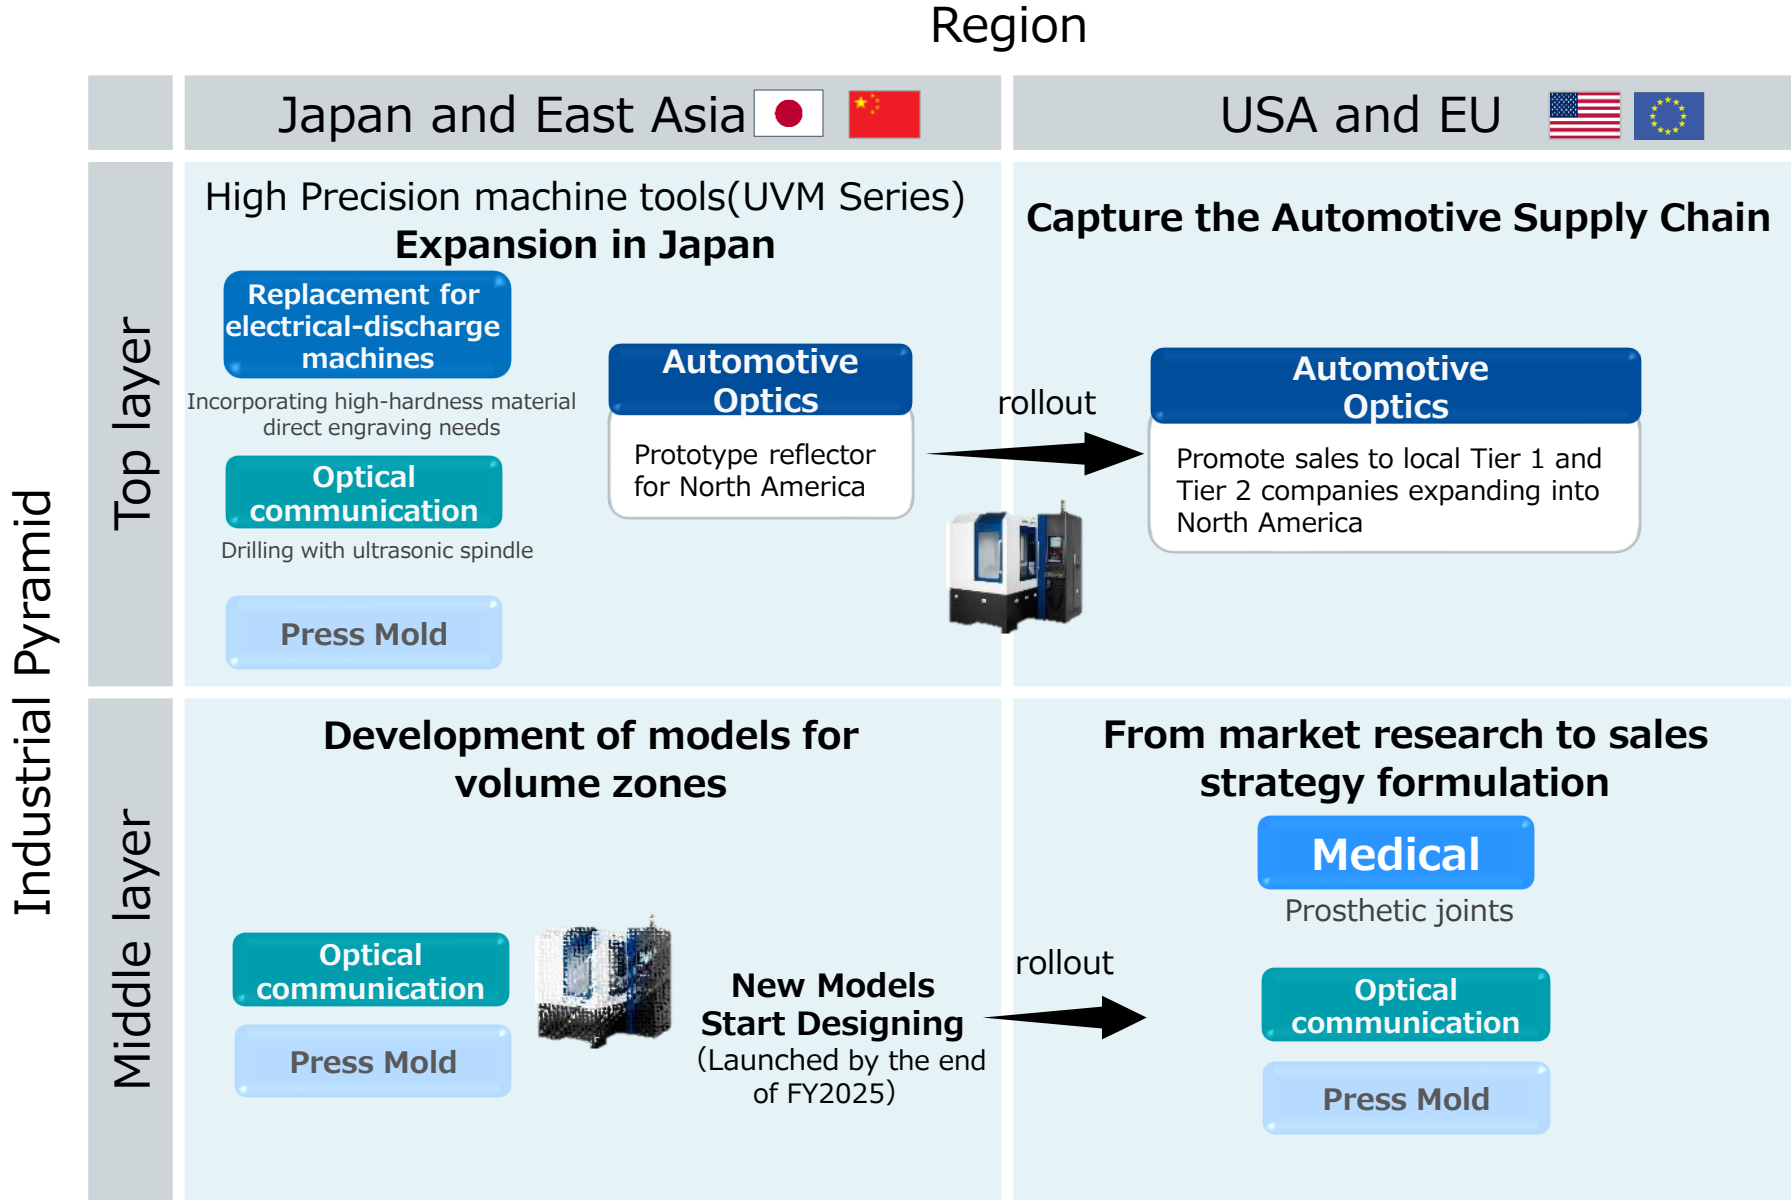 Region
Japan and East Asia
USA and EU
Industrial Pyramid
Top layer
High Precision machine tools(UVM Series)
Expansion in Japan
Replacement for
electrical-discharge
machines
Incorporating high-hardness material
direct engraving needs
Optical
communication
Drilling with ultrasonic spindle
Press Mold
Automotive
Optics
Prototype reflector
for North America
rollout
Capture the Automotive Supply Chain
Automotive
Optics
Promote sales to local Tier 1 and
Tier 2 companies expanding into
North America
Middle layer
Development of models for
volume zones
Optical
communication
Press Mold
New Models
Start Designing
(Launched by the end
of FY2025)
rollout
From market research to sales
strategy formulation
Medical
Prosthetic joints
Optical
communication
Press Mold